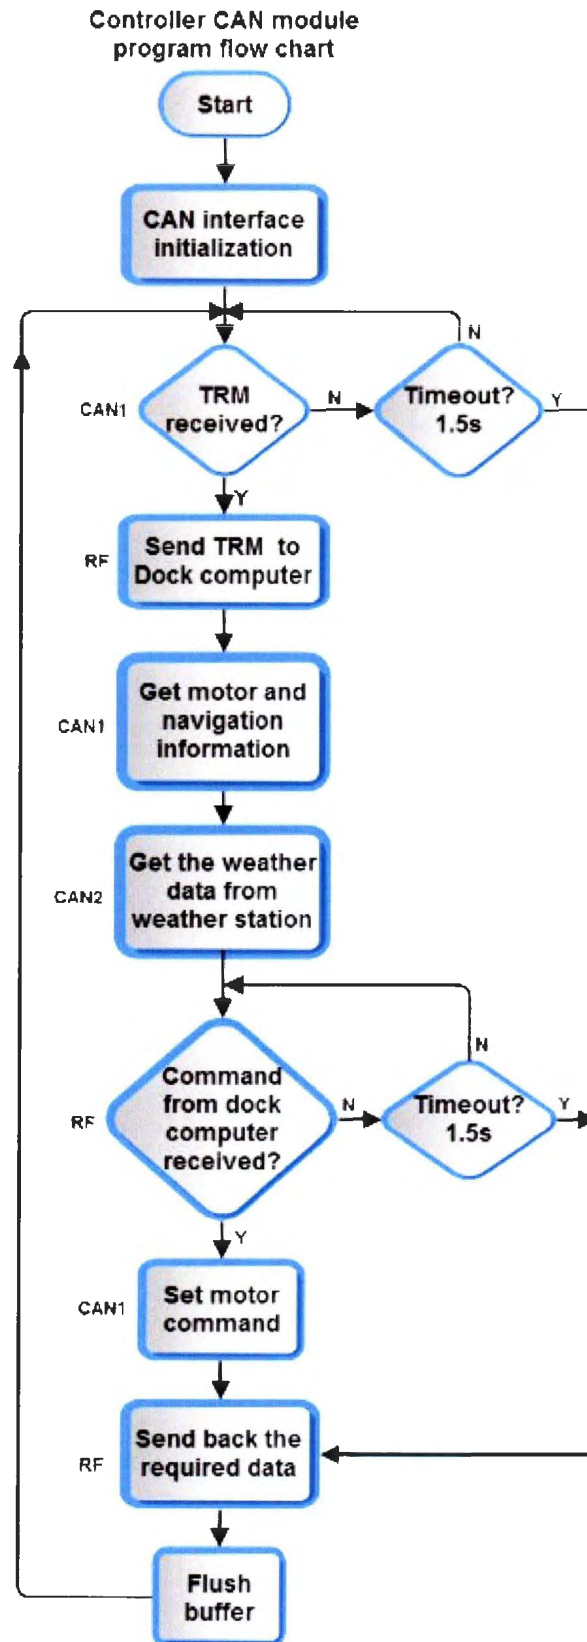 Controller CAN module
program flow chart
Start
CAN interface
initialization
N
CAN1
TRM
received?
N
Timeout?
1.5s
Y
Y
RF
Send TRM to
Dock computer
CAN1
Get motor and
navigation
information
CAN2
Get the weather
data from
weather station
N
RF
Command
from dock
computer
received?
N
Timeout?
1.5s
Y
Y
CAN1
Set motor
command
RF
Send back the
required data
Flush
buffer